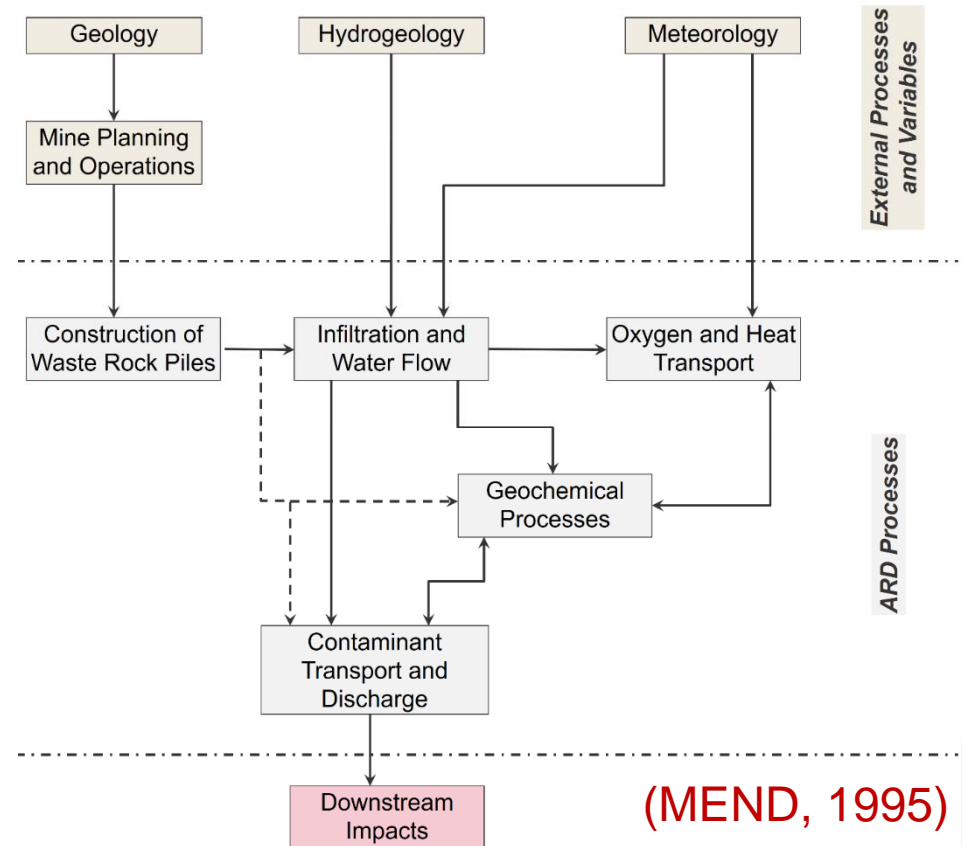 Geology
Hydrogeology
Meteorology
External Processes
and Variables
Mine Planning
and Operations
Construction of
Waste Rock Piles
Infiltration and
Water Flow
Oxygen and Heat
Transport
Geochemical
Processes
ARD Processes
Contaminant
Transport and
Discharge
Downstream
Impacts
(MEND, 1995)